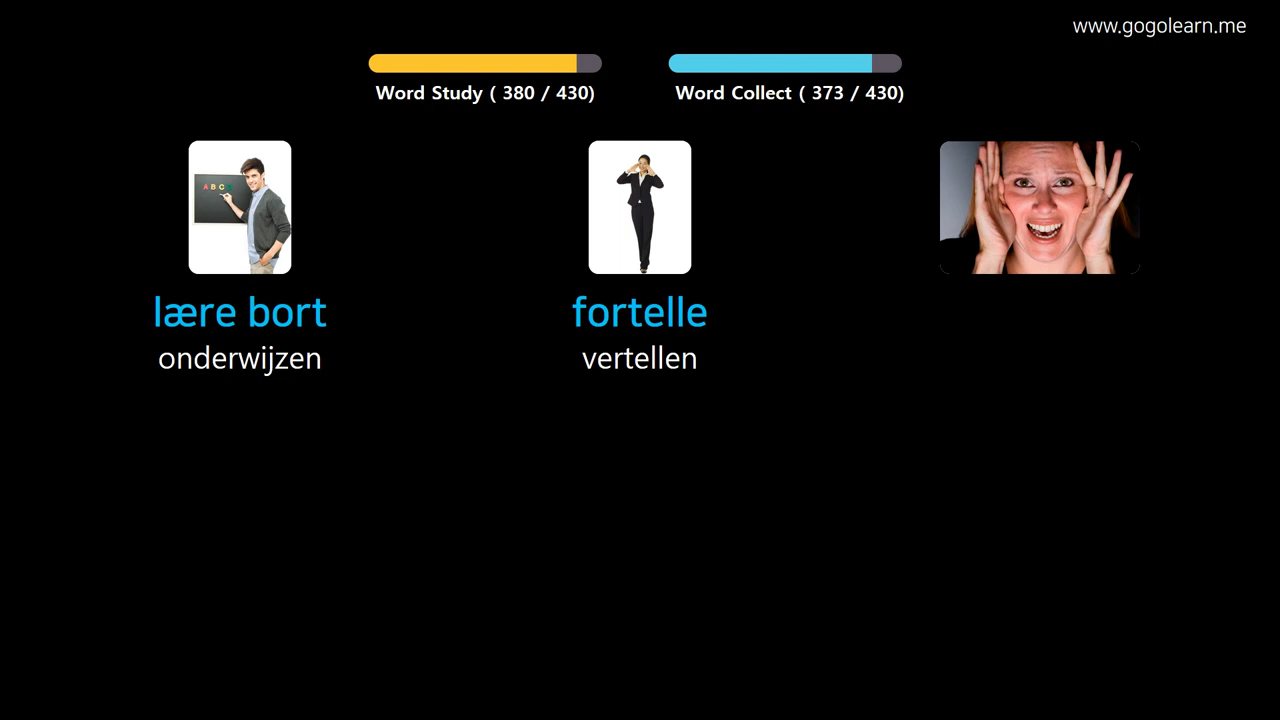 www.gogolearn.me
Word Study ( 380 / 430)
Word Collect ( 373 / 430)
A B C
lære bort
fortelle
onderwijzen
vertellen